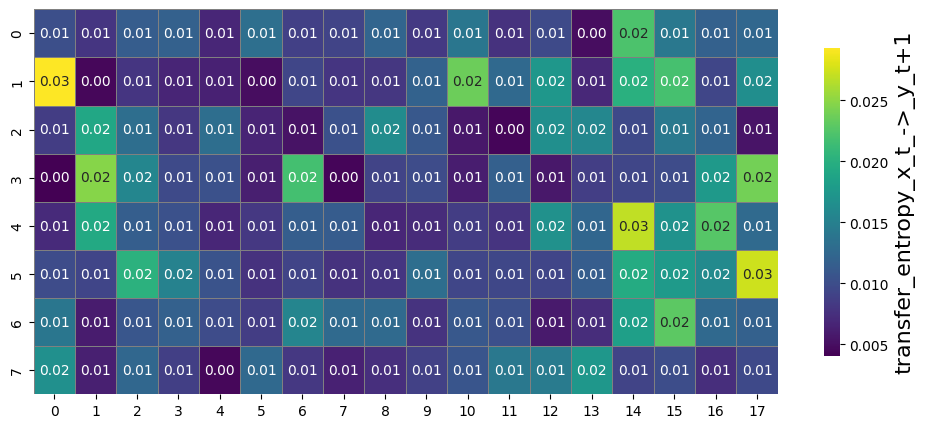 0 0.01 0.01 0.01 0.01 0.01 0.01 0.01 0.01 0.01 0.01 0.01 0.01 0.01 0.00 0.02 0.01 0.01 0.01
1 0.03 0.00 0.01 0.01 0.01 0.00 0.01 0.01 0.01 0.01 0.02 0.01 0.02 0.01 0.02 0.02 0.01 0.02
2 0.01 0.02 0.01 0.01 0.01 0.01 0.01 0.01 0.02 0.01 0.01 0.00 0.02 0.02 0.01 0.01 0.01 0.01
3 0.00 0.02 0.02 0.01 0.01 0.01 0.02 0.00 0.01 0.01 0.01 0.01 0.01 0.01 0.01 0.01 0.02 0.02
4 0.01 0.02 0.01 0.01 0.01 0.01 0.01 0.01 0.01 0.01 0.01 0.01 0.02 0.01 0.03 0.02 0.02 0.01
5 0.01 0.01 0.02 0.02 0.01 0.01 0.01 0.01 0.01 0.01 0.01 0.01 0.01 0.01 0.02 0.02 0.02 0.03
6 0.01 0.01 0.01 0.01 0.01 0.01 0.02 0.01 0.01 0.01 0.01 0.01 0.01 0.01 0.02 0.02 0.01 0.01
7 0.02 0.01 0.01 0.01 0.00 0.01 0.01 0.01 0.01 0.01 0.01 0.01 0.01 0.02 0.01 0.01 0.01 0.01
0 1 2 3 4 5 6 7 8 9 10 11 12 13 14 15 16 17
0.025
0.020
0.015
0.010
0.005
transfer_entropy_x_t_->_y_t+1